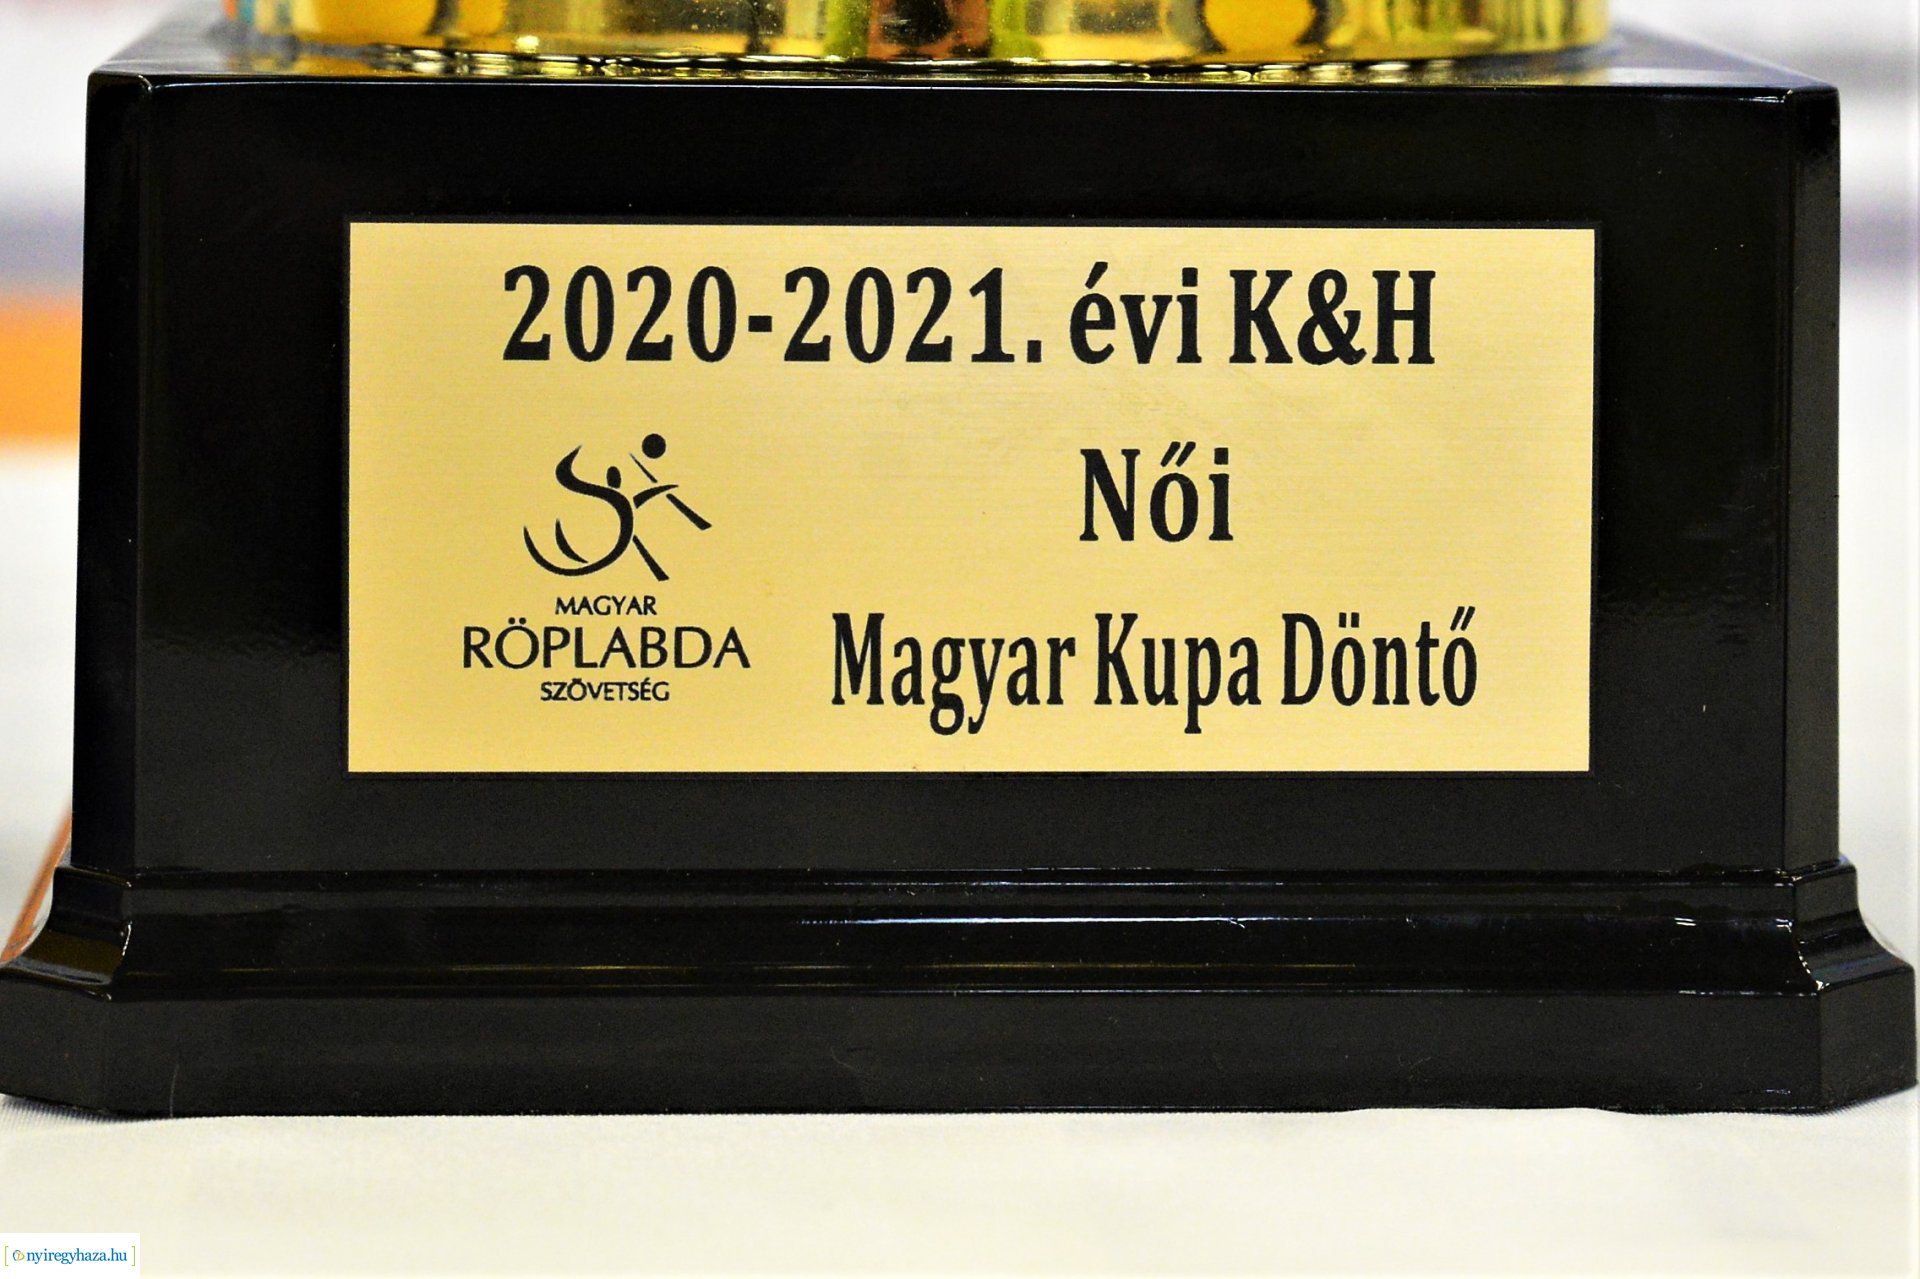 2020-2021. évi K&H
Női
Magyar Kupa Döntő
MAGYAR
RÖPLABDA
SZÖVETSÉG
nyiregyhaza.hu